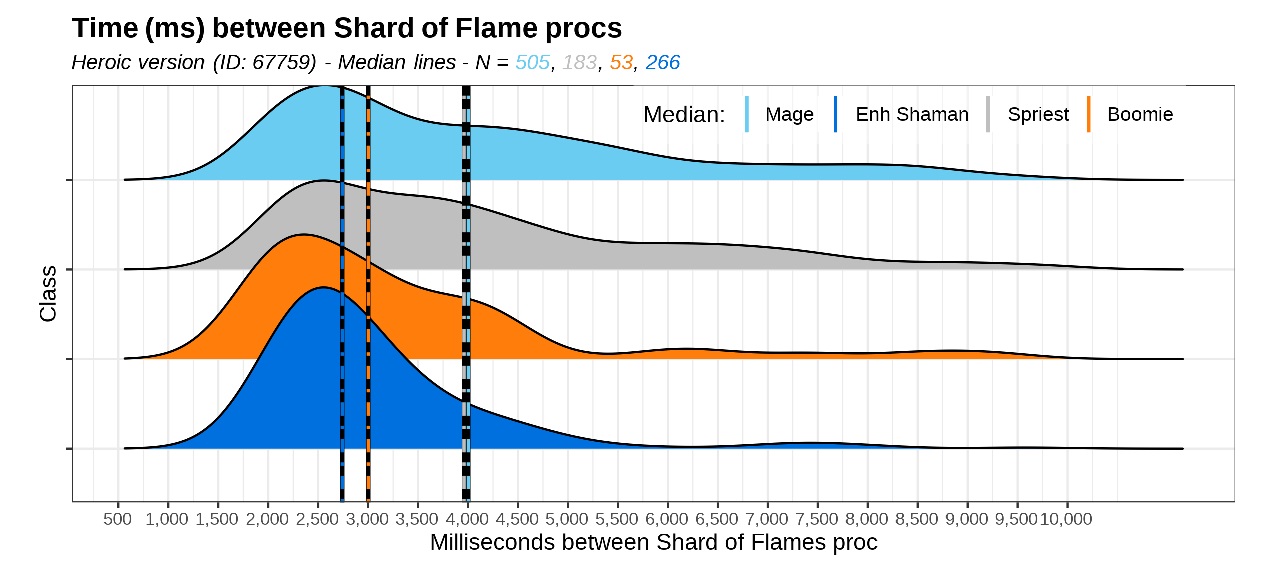 Time (ms) between Shard of Flame procs
Heroic version (ID: 67759) - Median lines - N = 505, 183, 53, 266
Median: Mage Enh Shaman Spriest Boomie
Class
500 1,000 1,500 2,000 2,500 3,000 3,500 4,000 4,500 5,000 5,500 6,000 6,500 7,000 7,500 8,000 8,500 9,000 9,500 10,000
Milliseconds between Shard of Flames proc